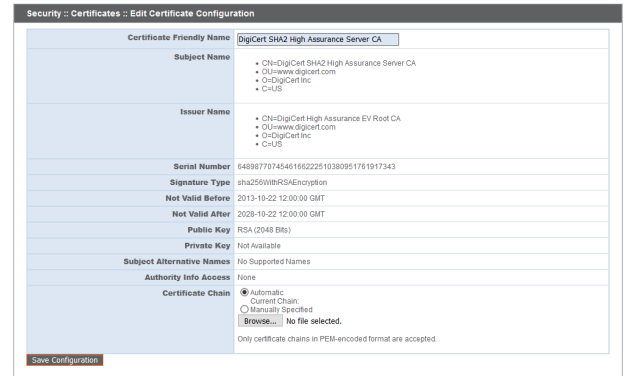 Security :: Certificates :: Edit Certificate Configuration
Certificate Friendly Name DigiCert SHA2 High Assurance Server CA
Subject Name
• CN=DigiCert SHA2 High Assurance Server CA
• OU=www.digicert.com
• O=DigiCert Inc
• C=US
Issuer Name
• CN=DigiCert High Assurance EV Root CA
• OU=www.digicert.com
• O=DigiCert Inc
• C=US
Serial Number 6489877074546166222510380951761917343
Signature Type sha256WithRSAEncryption
Not Valid Before 2013-10-22 12:00:00 GMT
Not Valid After 2028-10-22 12:00:00 GMT
Public Key RSA (2048 Bits)
Private Key Not Available
Subject Alternative Names No Supported Names
Authority Info Access None
Certificate Chain Automatic
Current Chain:
Manually Specified
Browse... No file selected.
Only certificate chains in PEM-encoded format are accepted.
Save Configuration